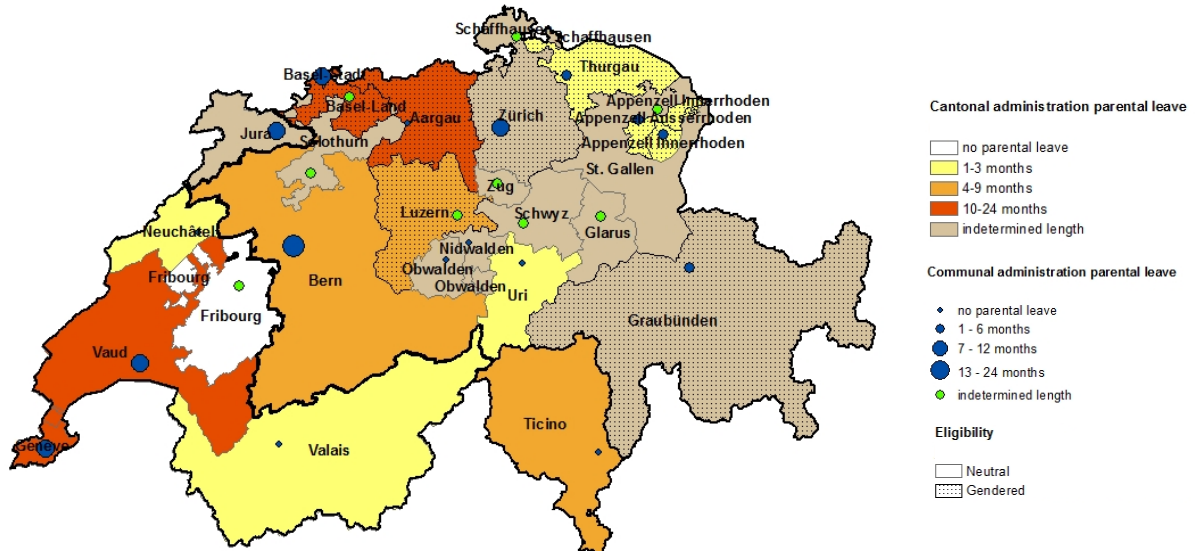 Schaffhausen
Schaffhausen
Thurgau
Basel-Stadt
Basel-Land
Aargau
Zürich
Appenzell Innerrhoden
Appenzell Ausserrhoden
Appenzell Innerrhoden
Jura
Solothurn
St. Gallen
Zug
Luzern
Schwyz
Glarus
Neuchâtel
Nidwalden
Obwalden
Obwalden
Fribourg
Bern
Uri
Fribourg
Graubünden
Vaud
Ticino
Genève
Valais
Cantonal administration parental leave
no parental leave
1-3 months
4-9 months
10-24 months
indetermined length
Communal administration parental leave
no parental leave
1 - 6 months
7 - 12 months
13 - 24 months
indetermined length
Eligibility
Neutral
Gendered